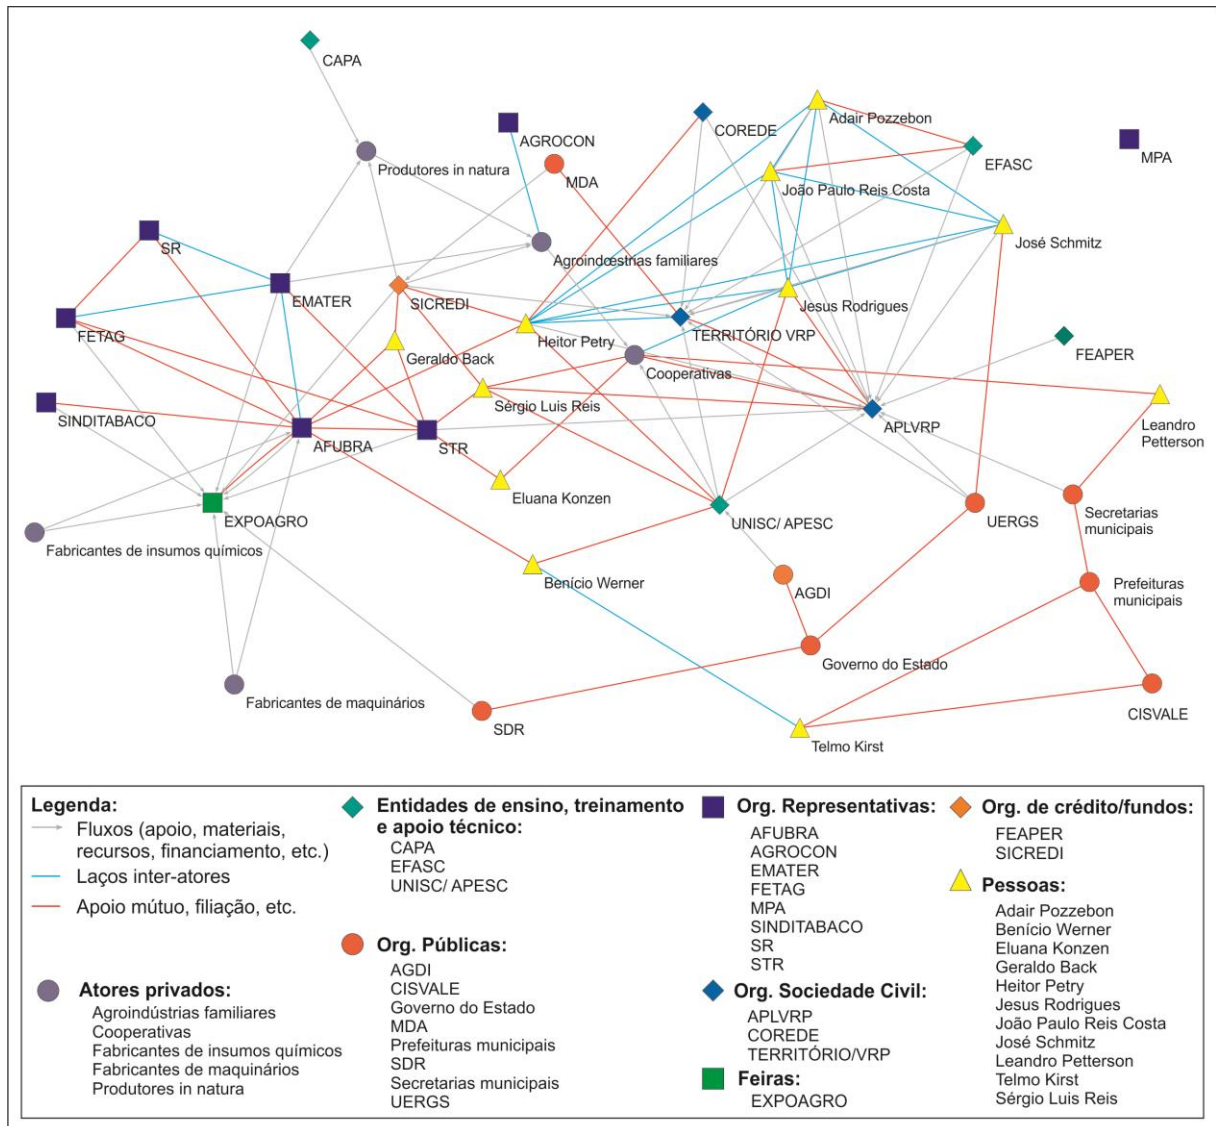 CAPA
AGROCON
COREDE
Adair Pozzebon
EFASC
MPA
Produtores in natura
MDA
João Paulo Reis Costa
SR
Agroindœstrias familiares
José Schmitz
EMATER
SICREDI
Jesus Rodrigues
FETAG
Heitor Petry
TERRITÓRIO VRP
FEAPER
Geraldo Back
Cooperativas
Sérgio Luis Reis
SINDITABACO
AFUBRA
STR
APLVRP
Leandro
Petterson
Eluana Konzen
EXPOAGRO
UNISC/ APESC
UERGS
Secretarias
municipais
Fabricantes de insumos químicos
Benício Werner
AGDI
Prefeituras
municipais
Governo do Estado
Fabricantes de maquinários
SDR
CISVALE
Telmo Kirst
Legenda:
Fluxos (apoio, materiais,
recursos, financiamento, etc.)
Laços inter-atores
Apoio mútuo, filiação, etc.
Atores privados:
Agroindústrias familiares
Cooperativas
Fabricantes de insumos químicos
Fabricantes de maquinários
Produtores in natura
Entidades de ensino, treinamento
e apoio técnico:
CAPA
EFASC
UNISC/ APESC
Org. Públicas:
AGDI
CISVALE
Governo do Estado
MDA
Prefeituras municipais
SDR
Secretarias municipais
UERGS
Org. Representativas:
AFUBRA
AGROCON
EMATER
FETAG
MPA
SINDITABACO
SR
STR
Org. Sociedade Civil:
APLVRP
COREDE
TERRITÓRIO/VRP
Feiras:
EXPOAGRO
Org. de crédito/fundos:
FEAPER
SICREDI
Pessoas:
Adair Pozzebon
Benício Werner
Eluana Konzen
Geraldo Back
Heitor Petry
Jesus Rodrigues
João Paulo Reis Costa
José Schmitz
Leandro Petterson
Telmo Kirst
Sérgio Luis Reis